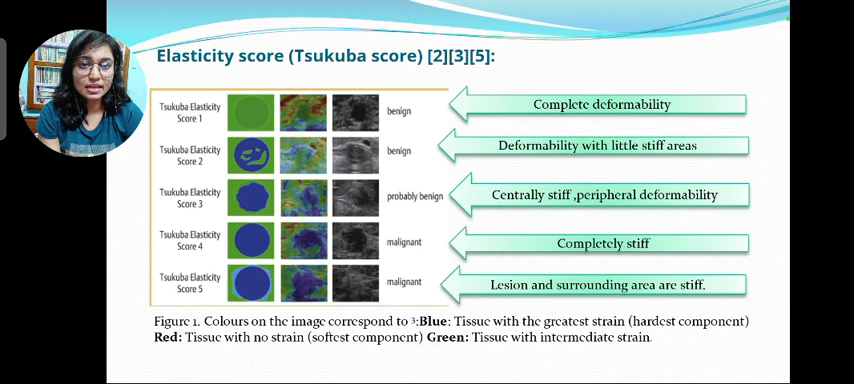 Elasticity score (Tsukuba score) [2][3][5]:
Tsukuba Elasticity
Score 1
benign
Complete deformability
Tsukuba Elasticity
Score 2
benign
Deformability with little stiff areas
Tsukuba Elasticity
Score 3
probably benign
Centrally stiff ,peripheral deformability
Tsukuba Elasticity
Score 4
malignant
Completely stiff
Tsukuba Elasticity
Score 5
malignant
Lesion and surrounding area are stiff.
Figure 1. Colours on the image correspond to ³:Blue: Tissue with the greatest strain (hardest component)
Red: Tissue with no strain (softest component) Green: Tissue with intermediate strain.